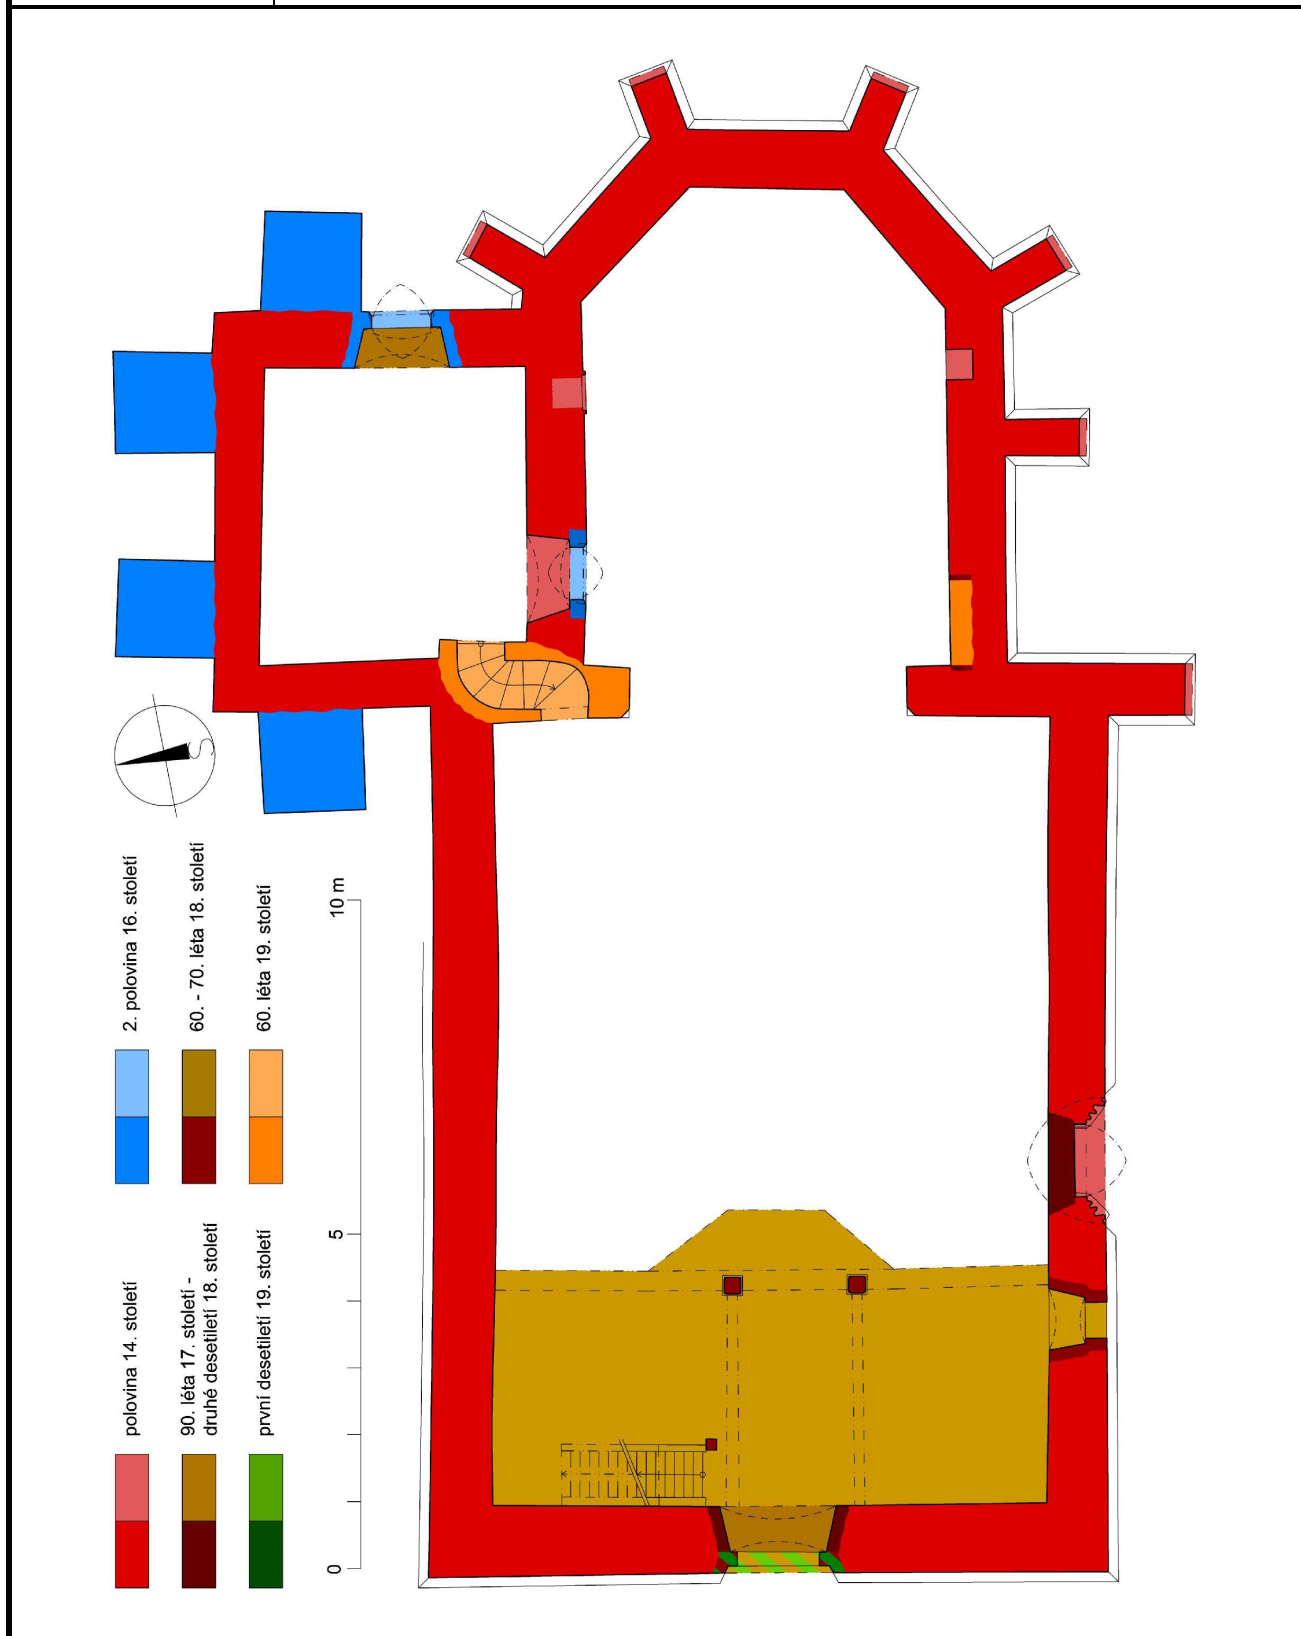 polovina 14. století
90. léta 17. století -
druhé desetiletí 18. století
první desetiletí 19. století
2. polovina 16. století
60. - 70. léta 18. století
60. léta 19. století
0
5
10 m
S